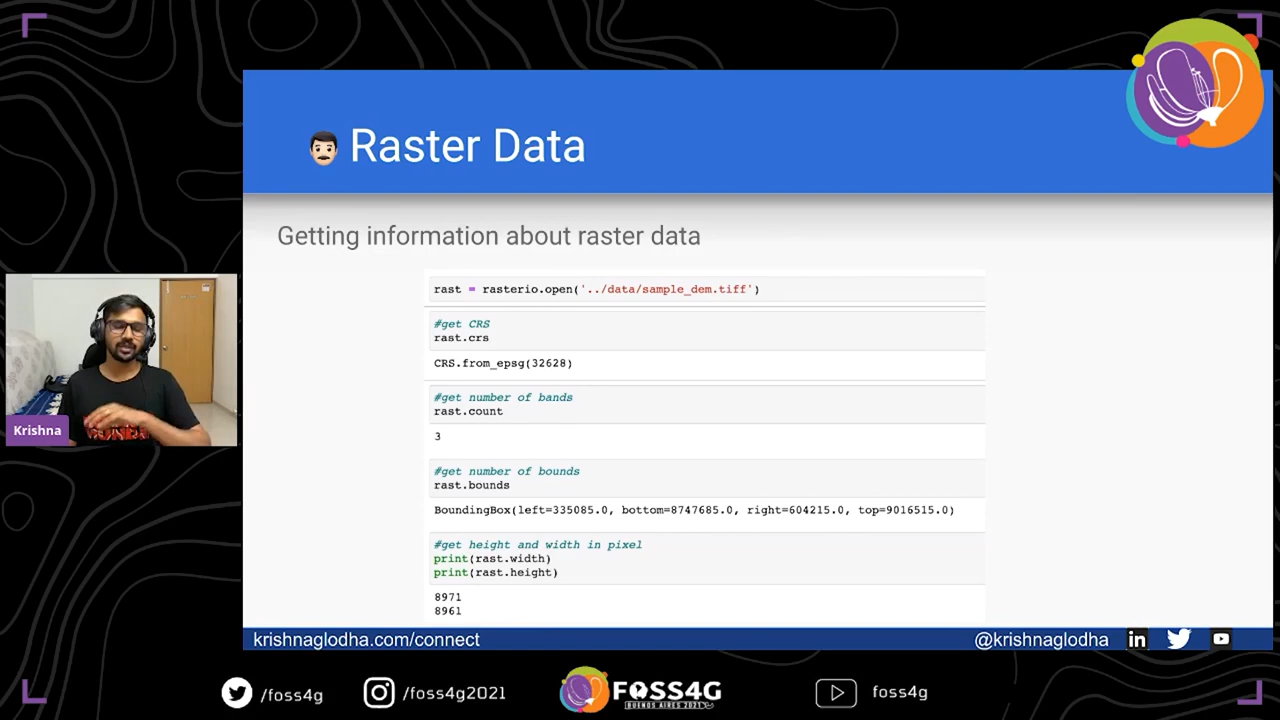 Raster Data
Getting information about raster data
rast = rasterio.open('../data/sample_dem.tiff')
#get CRS
rast.crs
CRS.from_epsg(32628)
#get number of bands
rast.count
3
#get number of bounds
rast.bounds
BoundingBox(left=335085.0, bottom=8747685.0, right=604215.0, top=9016515.0)
#get height and width in pixel
print(rast.width)
print(rast.height)
8971
8961
Krishna
krishnaglodha.com/connect
@krishnaglodha
/foss4g
/foss4g2021
FOSS4G
BUENOS AIRES 2021
foss4g